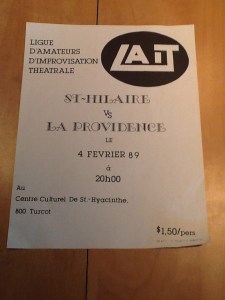 LIGUE
D'AMATEURS
D'IMPROVISATION
THEATRALE
LAIT
ST-HILAIRE
VS
LA PROVIDENCE
LE
4 FEVRIER 89
à
20h00
Au
Centre Culturel De St.-Hyacinthe,
800 Turcot
$1,50/pers.